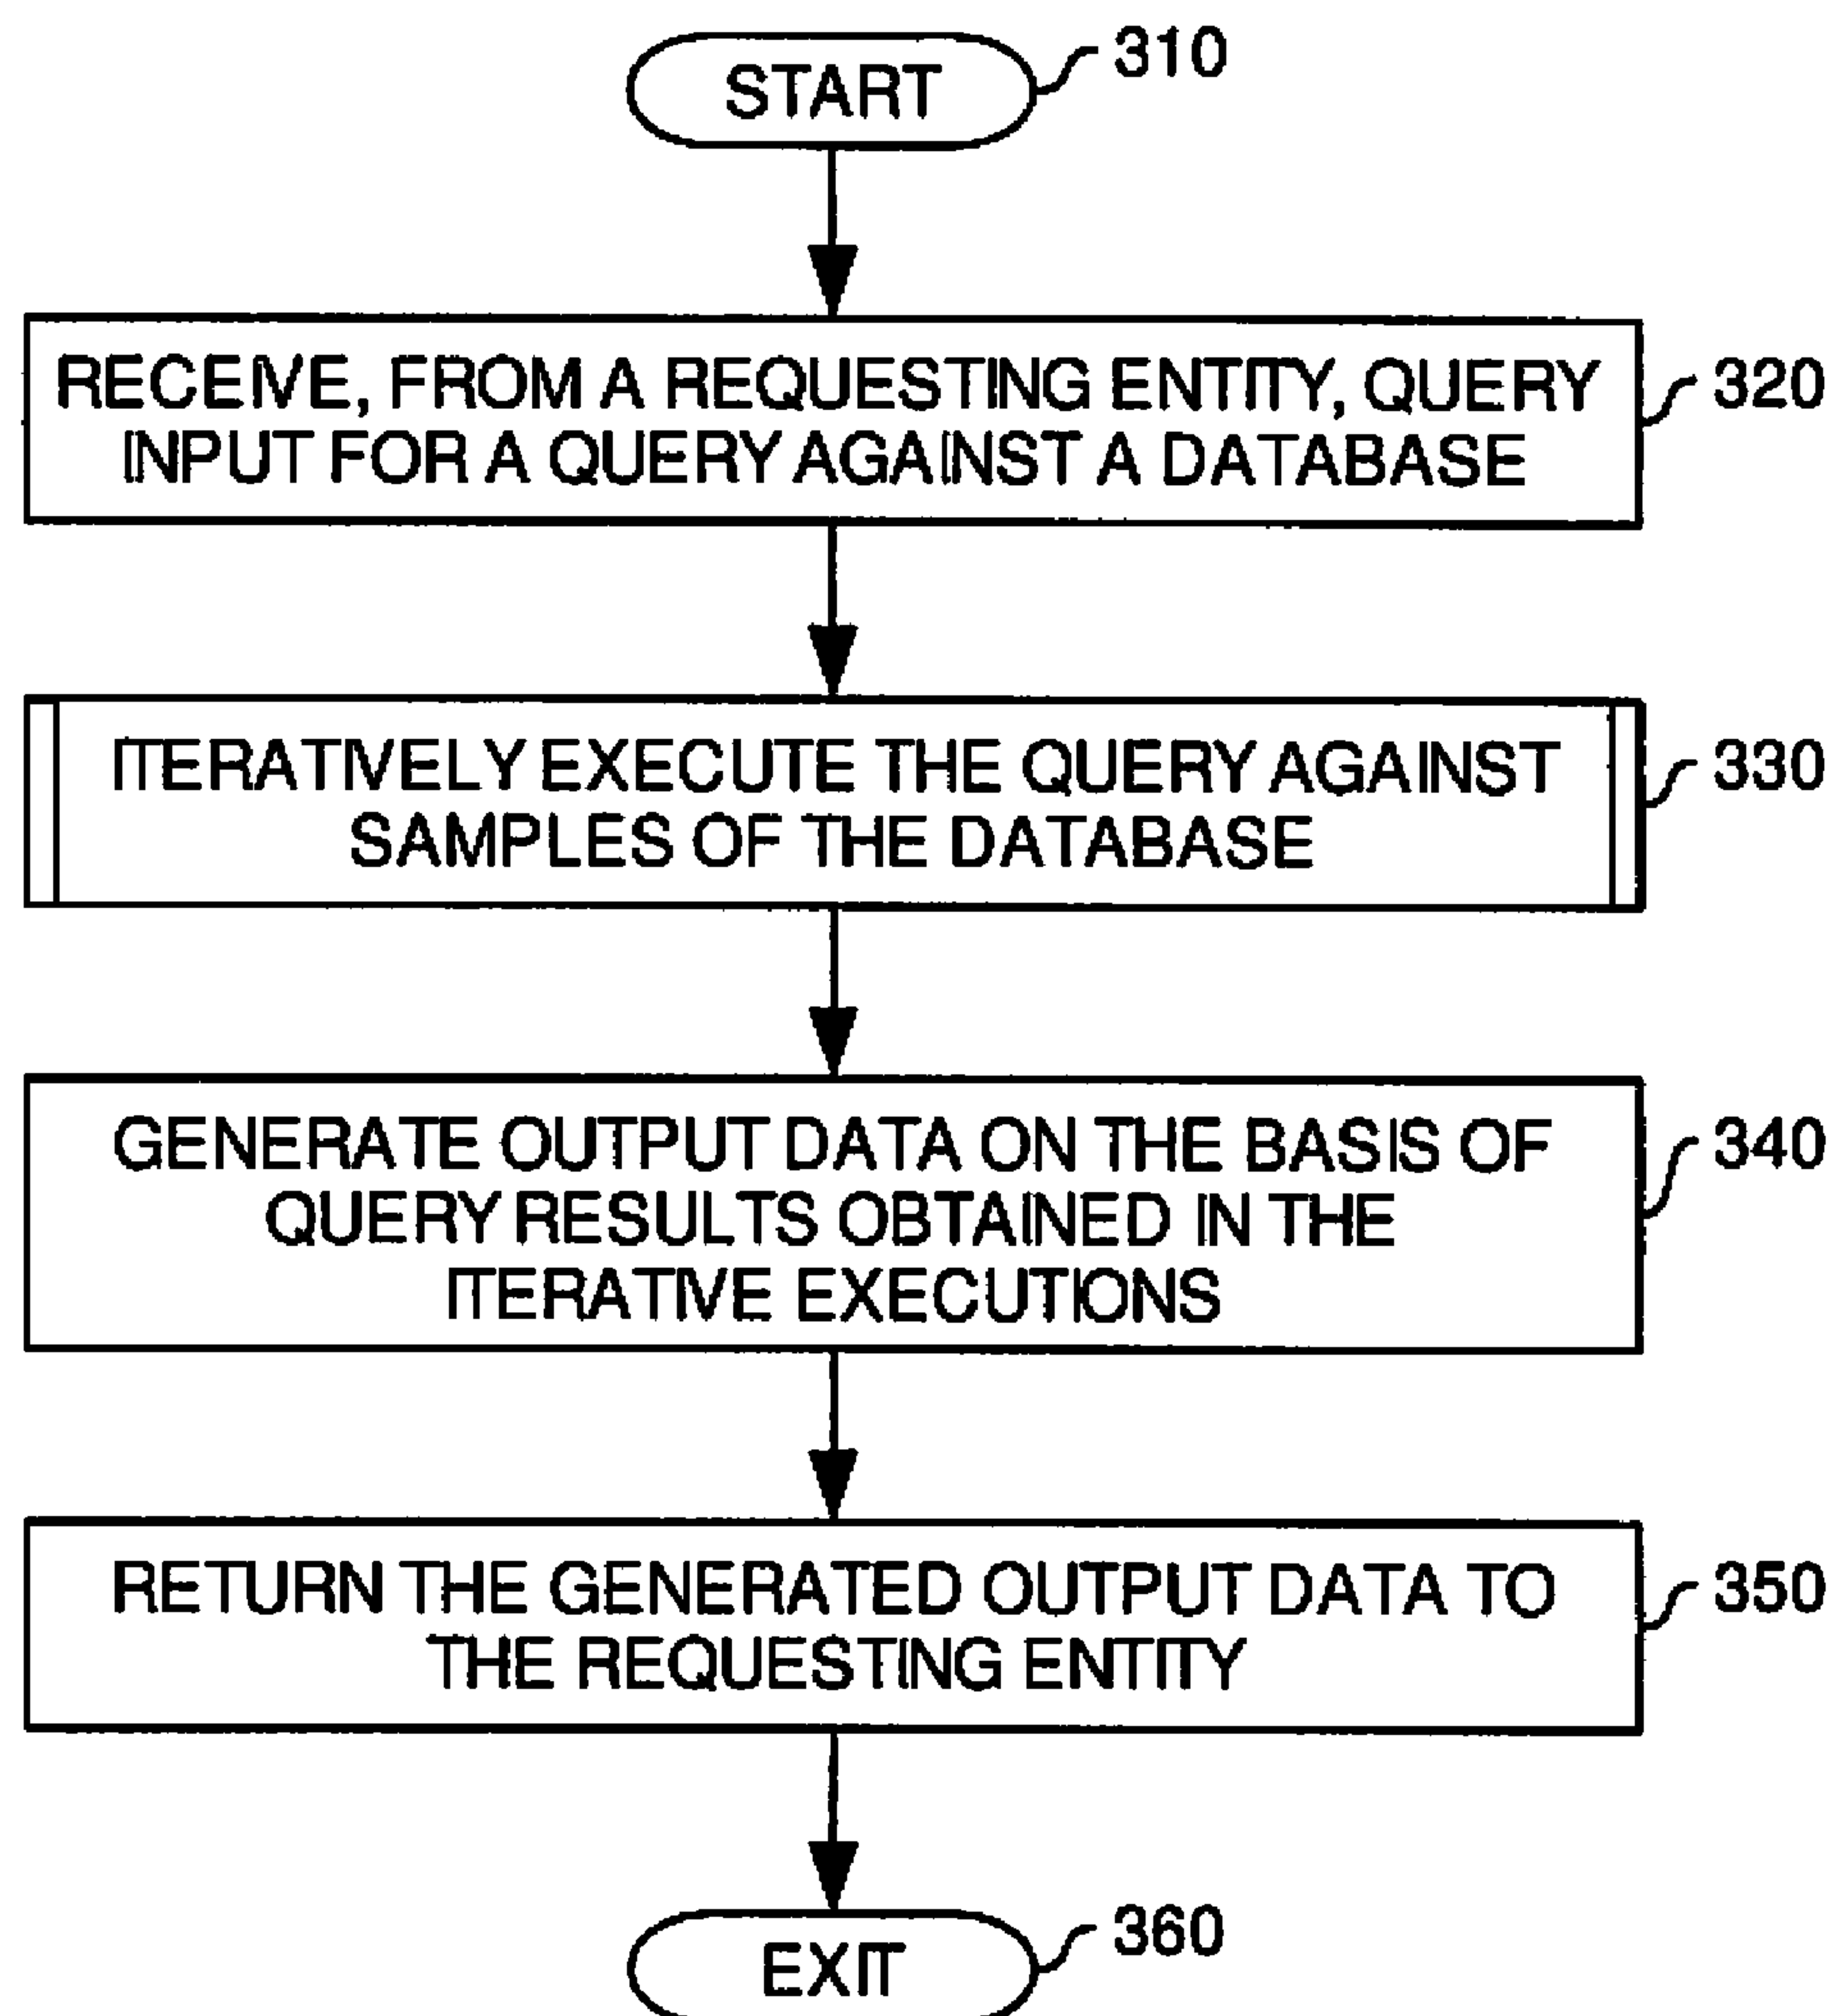 START
310
RECEIVE, FROM A REQUESTING ENTITY, QUERY
INPUT FOR A QUERY AGAINST A DATABASE
320
ITERATIVELY EXECUTE THE QUERY AGAINST
SAMPLES OF THE DATABASE
330
GENERATE OUTPUT DATA ON THE BASIS OF
QUERY RESULTS OBTAINED IN THE
ITERATIVE EXECUTIONS
340
RETURN THE GENERATED OUTPUT DATA TO
THE REQUESTING ENTITY
350
EXIT
360